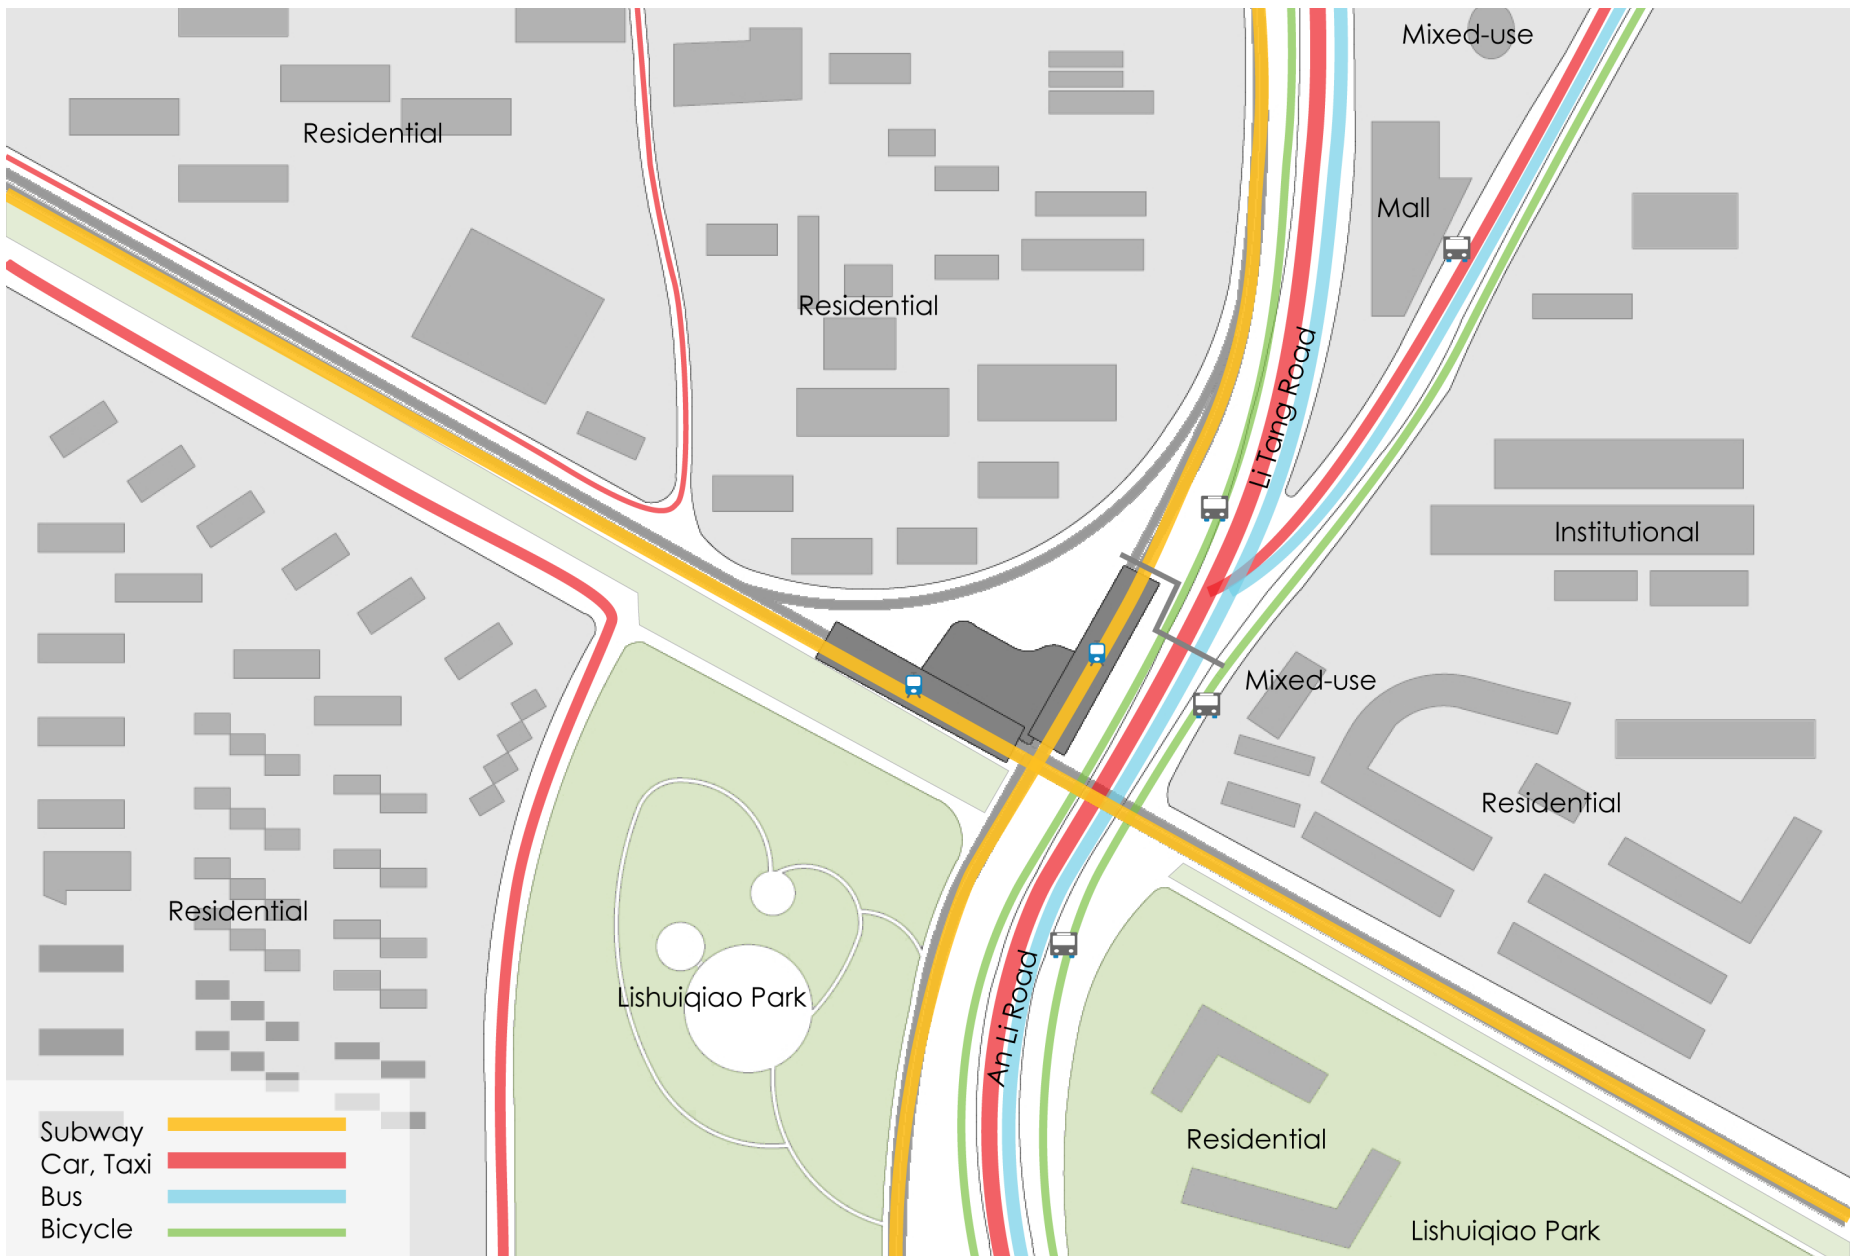 Mixed-use
Residential
Mall
Residential
Li Tang Road
Institutional
Mixed-use
Residential
Residential
Lishuiqiao Park
An Li Road
Residential
Lishuiqiao Park
Subway
Car, Taxi
Bus
Bicycle